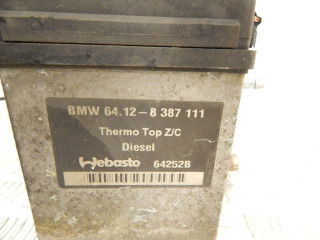 BMW 64.12-8 387 111
Thermo Top Z/C
Diesel
Webasto 64252B